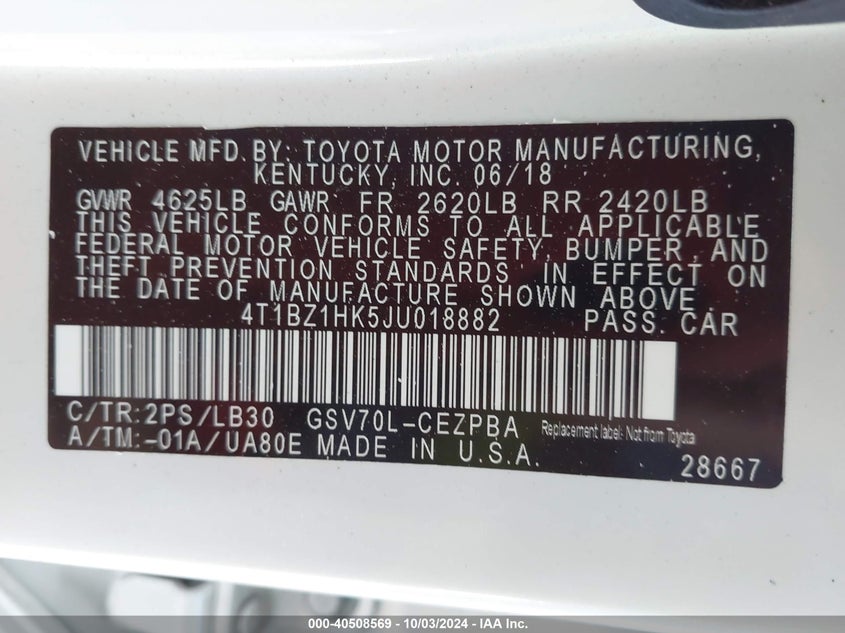 VEHICLE MFD. BY: TOYOTA MOTOR MANUFACTURING,
KENTUCKY, INC. 06/18
GVWR 4625LB GAWR FR 2620LB RR 2420LB
THIS VEHICLE CONFORMS TO ALL APPLICABLE
FEDERAL MOTOR VEHICLE SAFETY, BUMPER, AND
THEFT PREVENTION STANDARDS IN EFFECT ON
THE DATE OF MANUFACTURE SHOWN ABOVE.
4T1BZ1HK5JU018882 PASS. CAR
C/TR:2PS/LB30 GSV70L-CEZPBA Replacement label: Not from Toyota
A/TM:-01A/UA80E MADE IN U.S.A.
28667
000-40508569 - 10/03/2024 - IAA Inc.